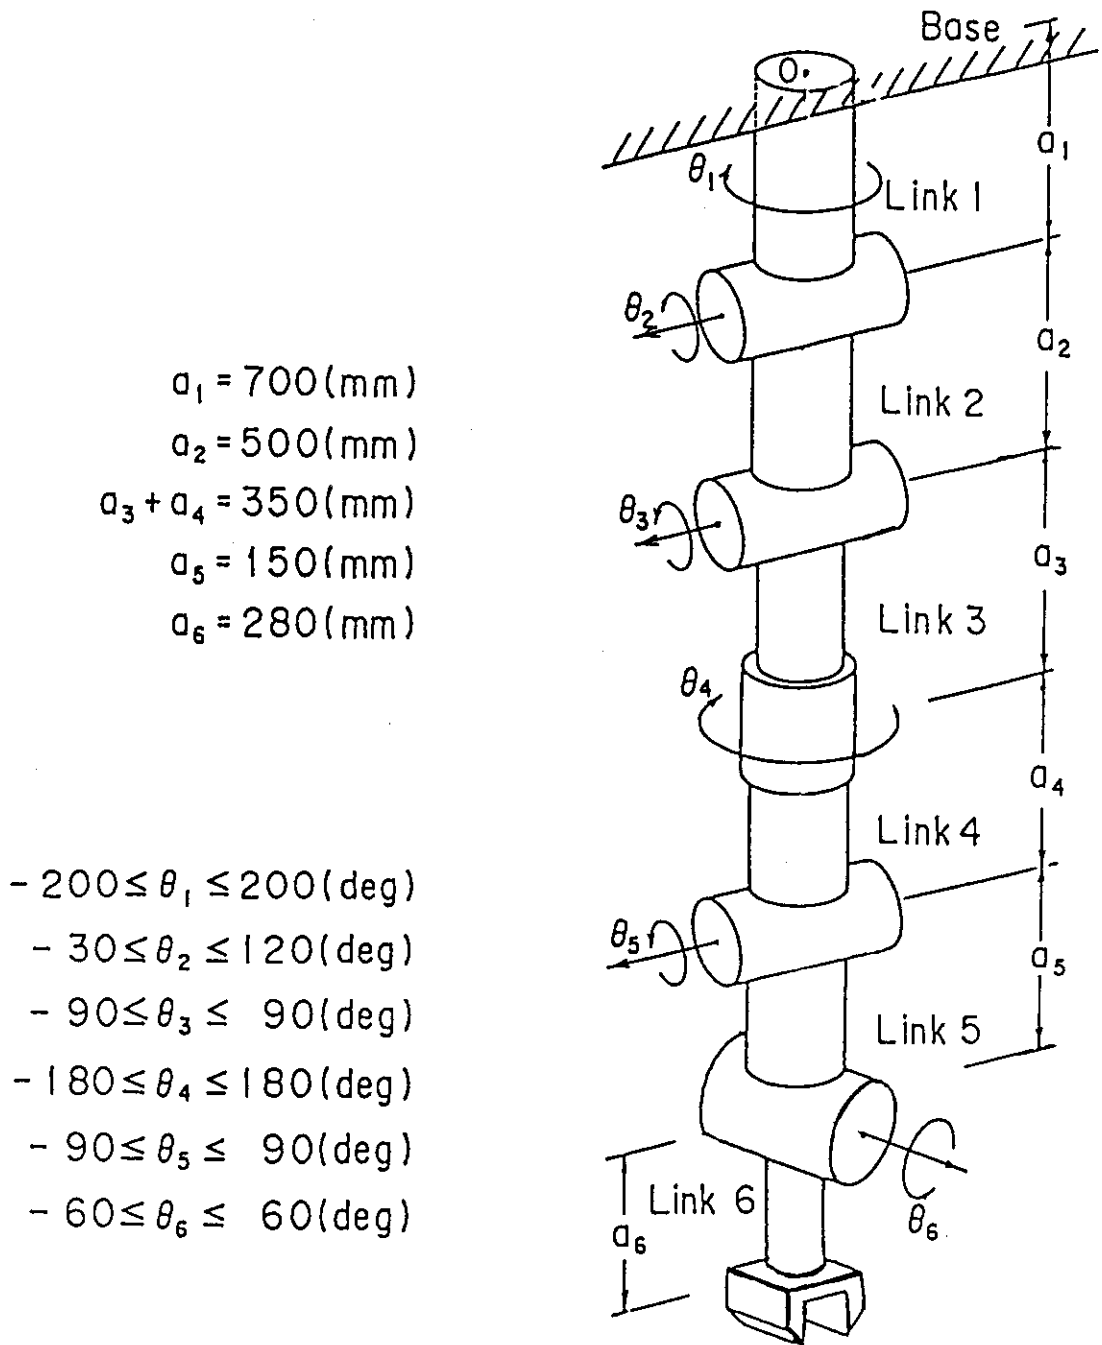 Base
O.
a₁
θ₁
Link 1
θ₂
a₂
a₁ = 700(mm)
Link 2
a₂ = 500(mm)
a₃ + a₄ = 350(mm)
θ₃
a₃
a₅ = 150(mm)
a₆ = 280(mm)
Link 3
θ₄
a₄
Link 4
- 200 ≤ θ₁ ≤ 200(deg)
- 30 ≤ θ₂ ≤ 120(deg)
θ₅
a₅
- 90 ≤ θ₃ ≤ 90(deg)
Link 5
- 180 ≤ θ₄ ≤ 180(deg)
- 90 ≤ θ₅ ≤ 90(deg)
- 60 ≤ θ₆ ≤ 60(deg)
Link 6
θ₆
a₆